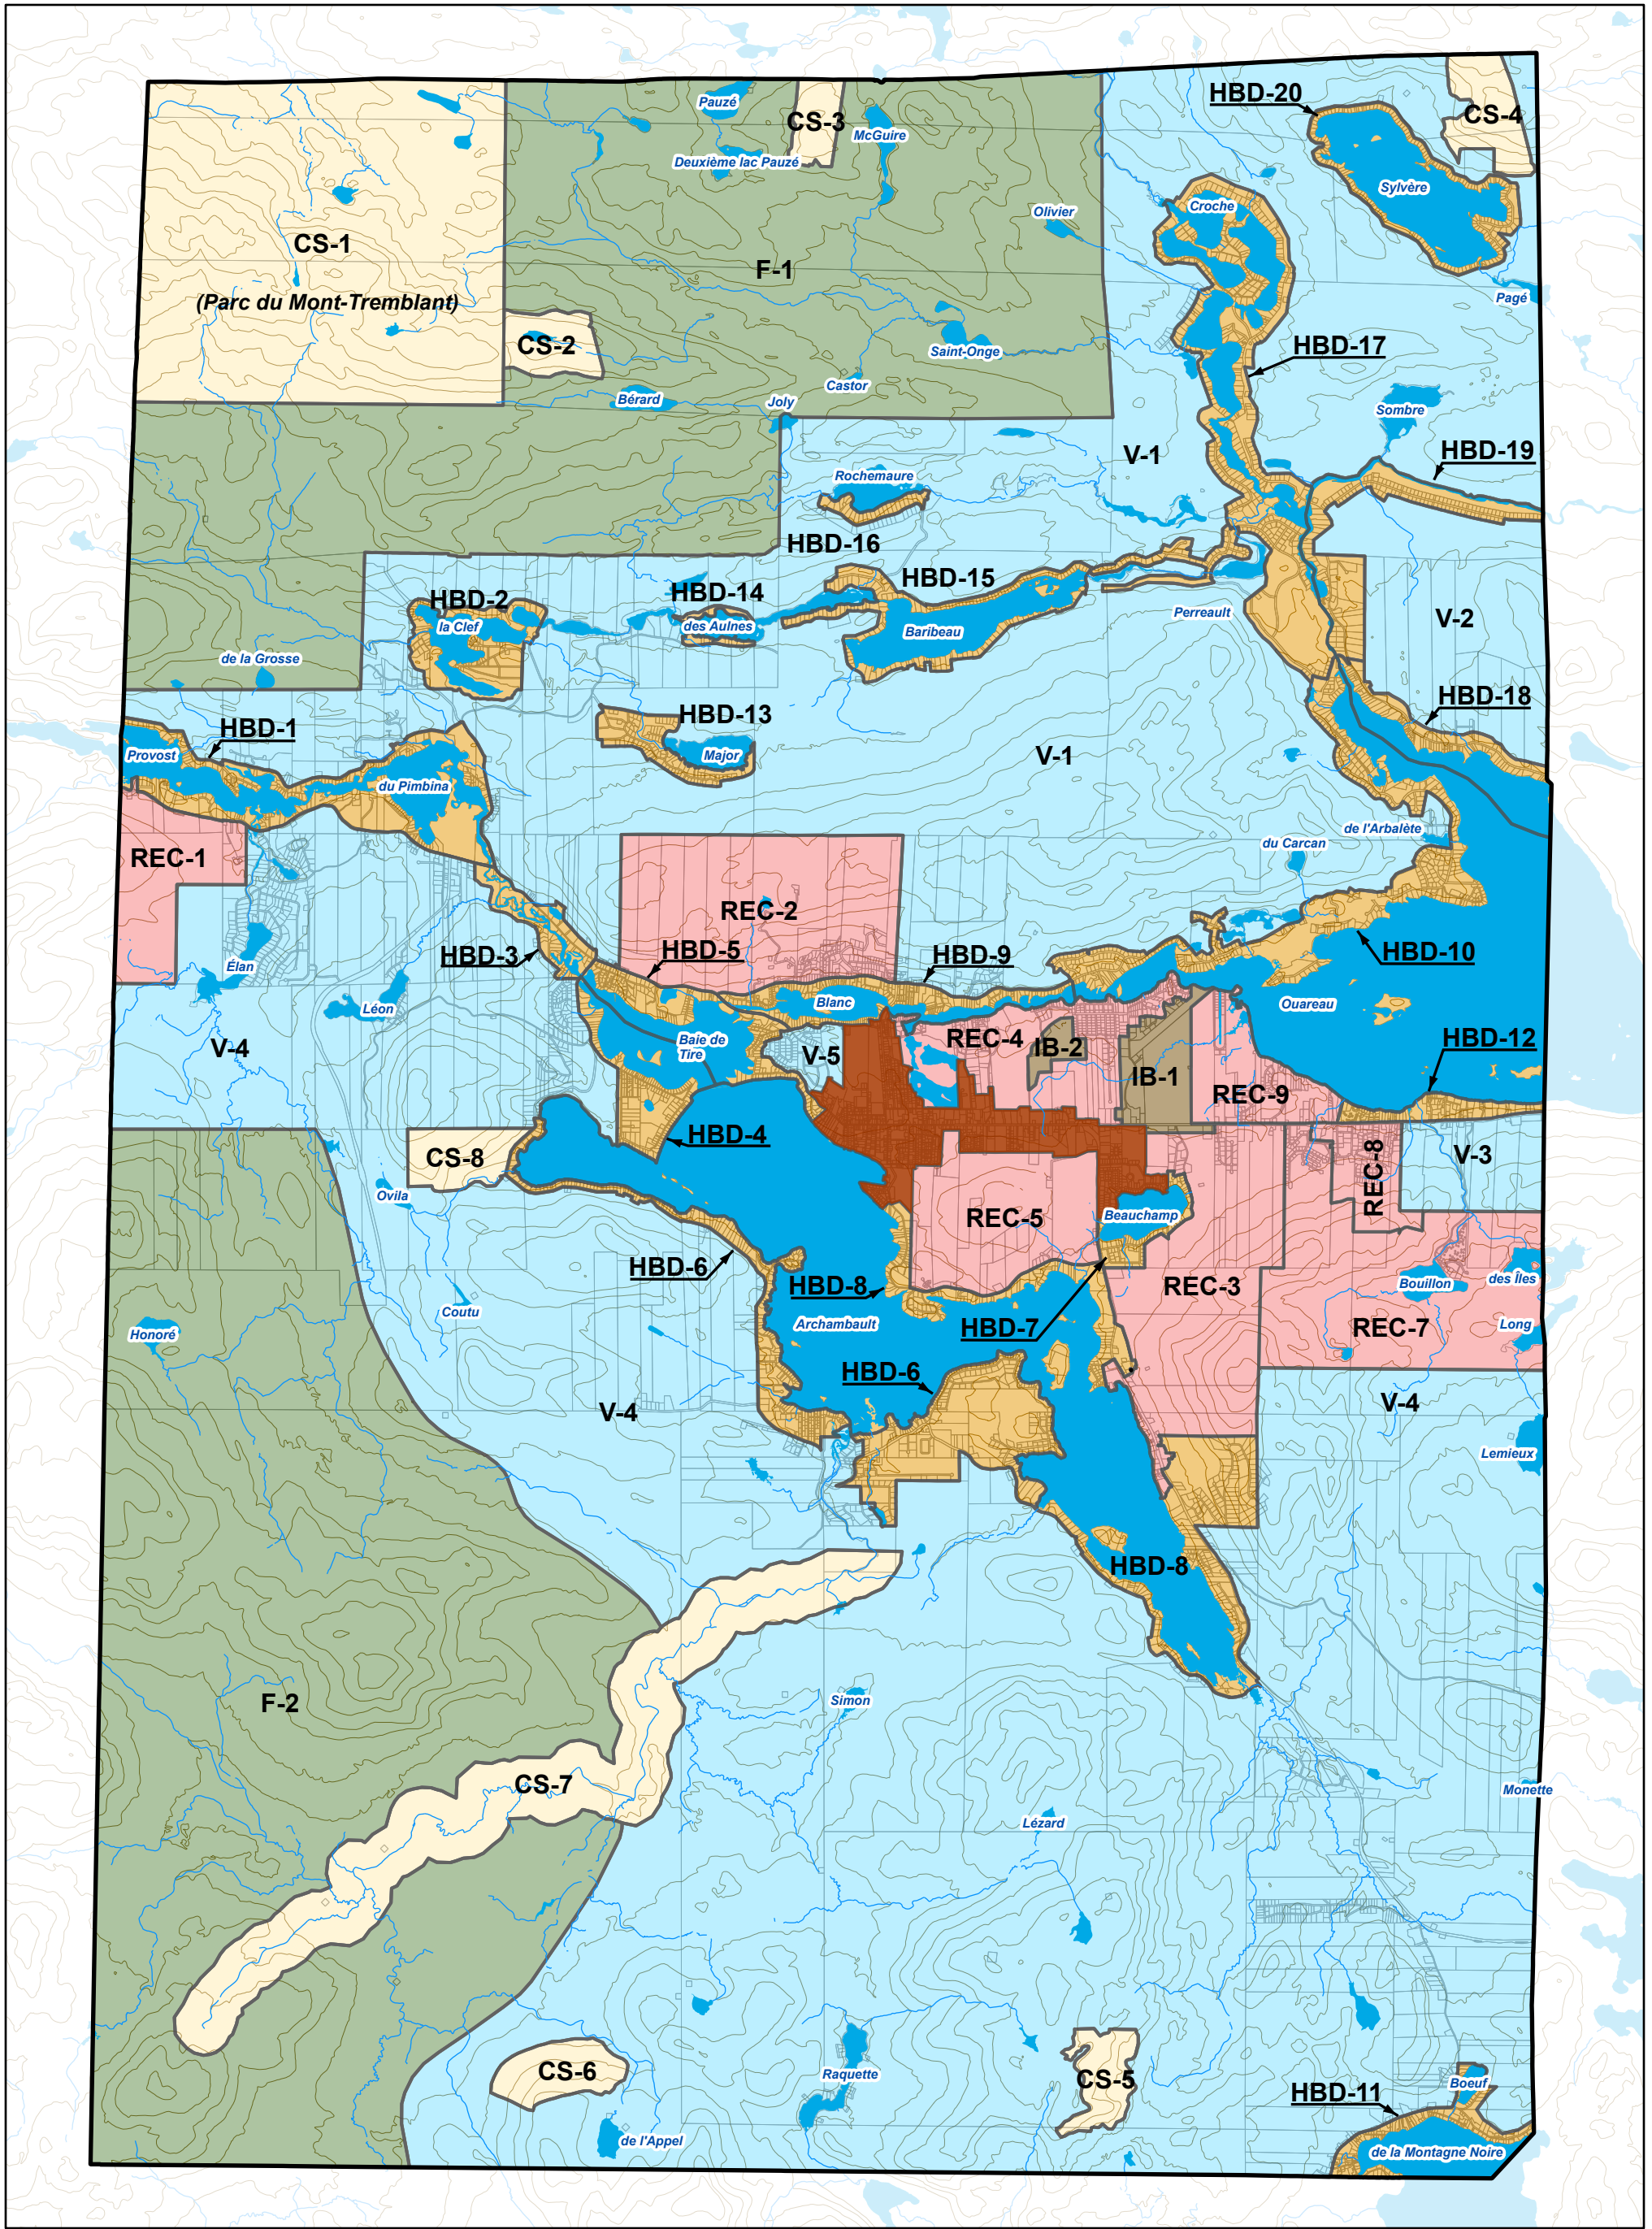 HBD-20
CS-4
Pauzé
CS-3
McGuire
Deuxième lac Pauzé
Sylvère
Croche
Olivier
CS-1
F-1
(Parc du Mont-Tremblant)
Pagé
CS-2
Saint-Onge
HBD-17
Castor
Bérard
Joly
Sombre
V-1
HBD-19
Rochemaure
HBD-16
HBD-15
HBD-14
HBD-2
la Clef
des Aulnes
Baribeau
Perreault
V-2
de la Grosse
HBD-18
HBD-13
HBD-1
Provost
Major
V-1
du Pimbina
de l'Arbalète
du Carcan
REC-1
REC-2
HBD-3
HBD-5
HBD-9
HBD-10
Élan
Léon
Blanc
Ouareau
V-4
Baie de
Tire
V-5
REC-4
IB-2
HBD-12
IB-1
REC-9
HBD-4
CS-8
V-3
REC-8
Ovila
REC-5
Beauchamp
HBD-6
HBD-8
REC-3
Bouillon
des Îles
Coutu
Archambault
HBD-7
REC-7
Long
Honoré
HBD-6
V-4
V-4
Lemieux
HBD-8
F-2
Simon
CS-7
Monette
Lézard
CS-6
Raquette
CS-5
Boeuf
HBD-11
de l'Appel
de la Montagne Noire